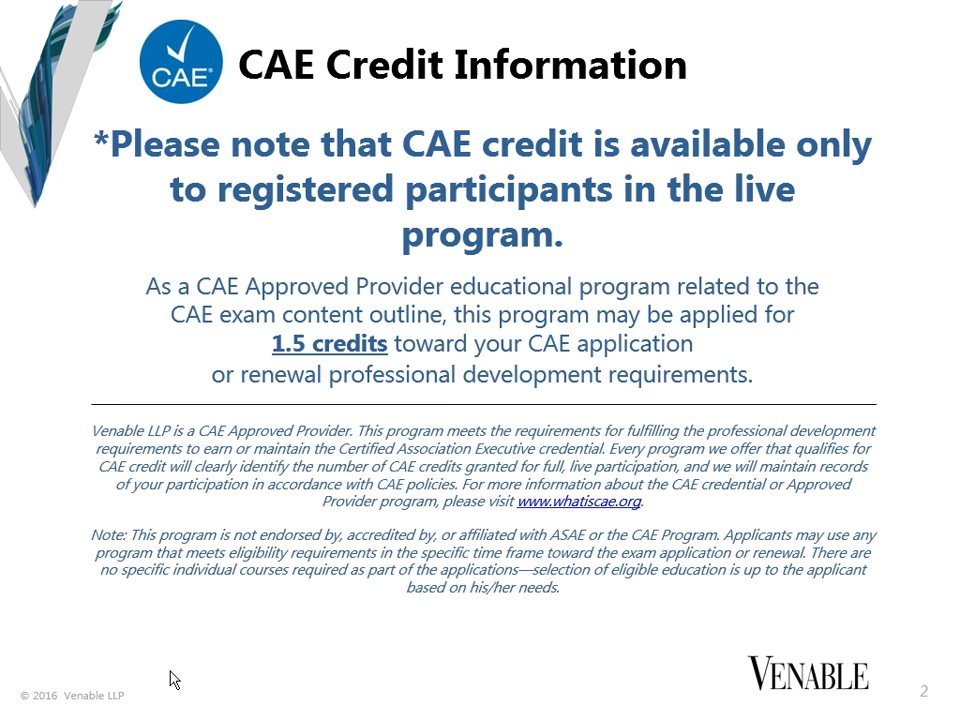 CAE®
CAE Credit Information
*Please note that CAE credit is available only
to registered participants in the live
program.
As a CAE Approved Provider educational program related to the
CAE exam content outline, this program may be applied for
1.5 credits toward your CAE application
or renewal professional development requirements.
Venable LLP is a CAE Approved Provider. This program meets the requirements for fulfilling the professional development
requirements to earn or maintain the Certified Association Executive credential. Every program we offer that qualifies for
CAE credit will clearly identify the number of CAE credits granted for full, live participation, and we will maintain records
of your participation in accordance with CAE policies. For more information about the CAE credential or Approved
Provider program, please visit www.whatiscae.org.
Note: This program is not endorsed by, accredited by, or affiliated with ASAE or the CAE Program. Applicants may use any
program that meets eligibility requirements in the specific time frame toward the exam application or renewal. There are
no specific individual courses required as part of the applications—selection of eligible education is up to the applicant
based on his/her needs.
© 2016 Venable LLP
VENABLE
2